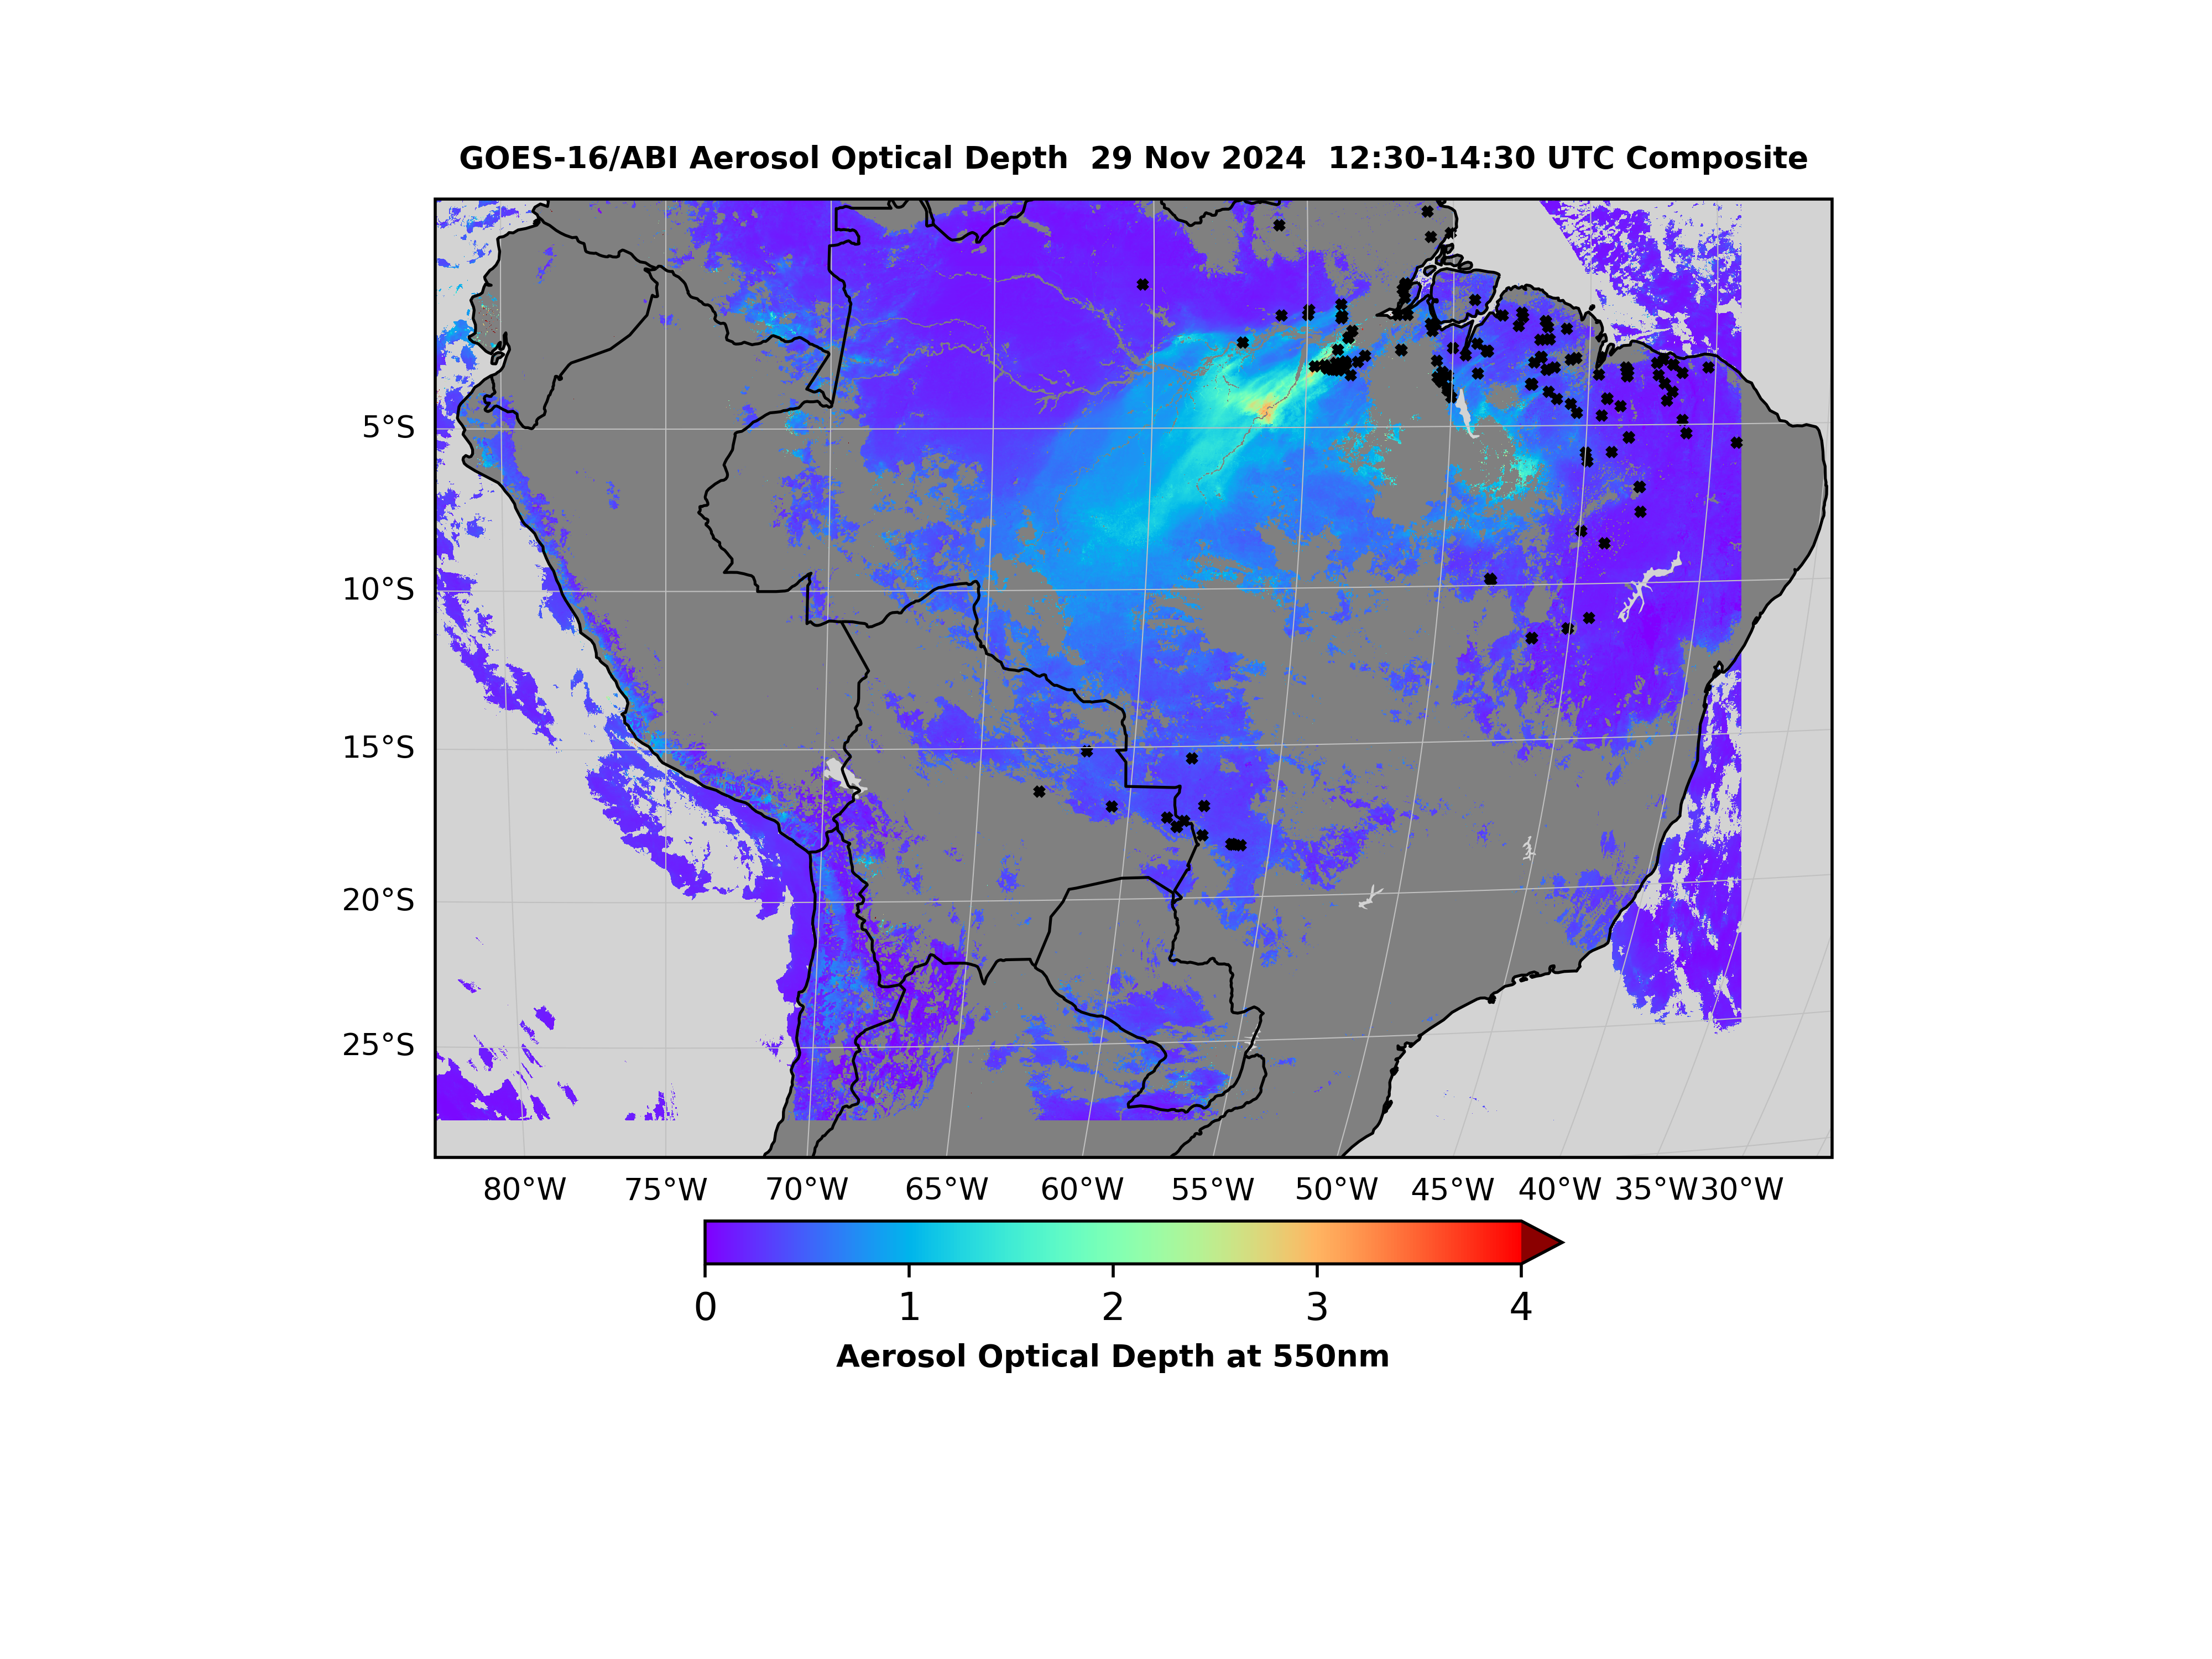 GOES-16/ABI Aerosol Optical Depth  29 Nov 2024  12:30-14:30 UTC Composite
5°S
10°S
15°S
20°S
25°S
80°W 75°W 70°W 65°W 60°W 55°W 50°W 45°W 40°W 35°W 30°W
0 1 2 3 4
Aerosol Optical Depth at 550nm